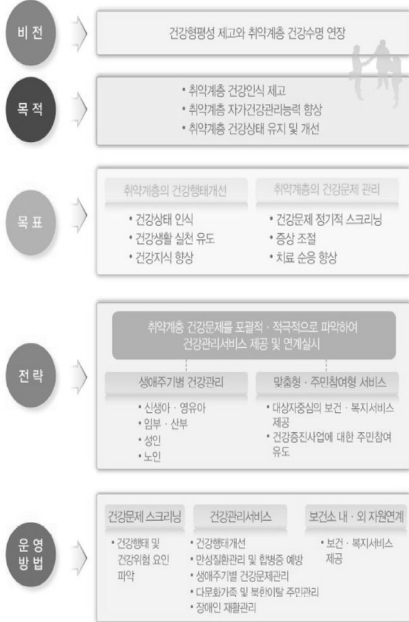 비전
건강형평성 제고와 취약계층 건강수명 연장
목적
• 취약계층 건강인식 제고
• 취약계층 자가건강관리능력 향상
• 취약계층 건강상태 유지 및 개선
목표
취약계층의 건강행태개선
• 건강상태 인식
• 건강생활 실천 유도
• 건강지식 향상
취약계층의 건강문제 관리
• 건강문제 정기적 스크리닝
• 증상 조절
• 치료 순응 향상
전략
취약계층 건강문제를 포괄적 · 적극적으로 파악하여
건강관리서비스 제공 및 연계실시
생애주기별 건강관리
• 신생아 · 영유아
• 임부 · 산부
• 성인
• 노인
맞춤형 · 주민참여형 서비스
• 대상자중심의 보건 · 복지서비스
제공
• 건강증진사업에 대한 주민참여
유도
운영
방법
건강문제 스크리닝
• 건강행태 및
건강위험 요인
파악
건강관리서비스
• 건강행태개선
• 만성질환관리 및 합병증 예방
• 생애주기별 건강문제관리
• 다문화가족 및 북한이탈 주민관리
• 장애인 재활관리
보건소 내 · 외 자원연계
• 보건 · 복지서비스
제공